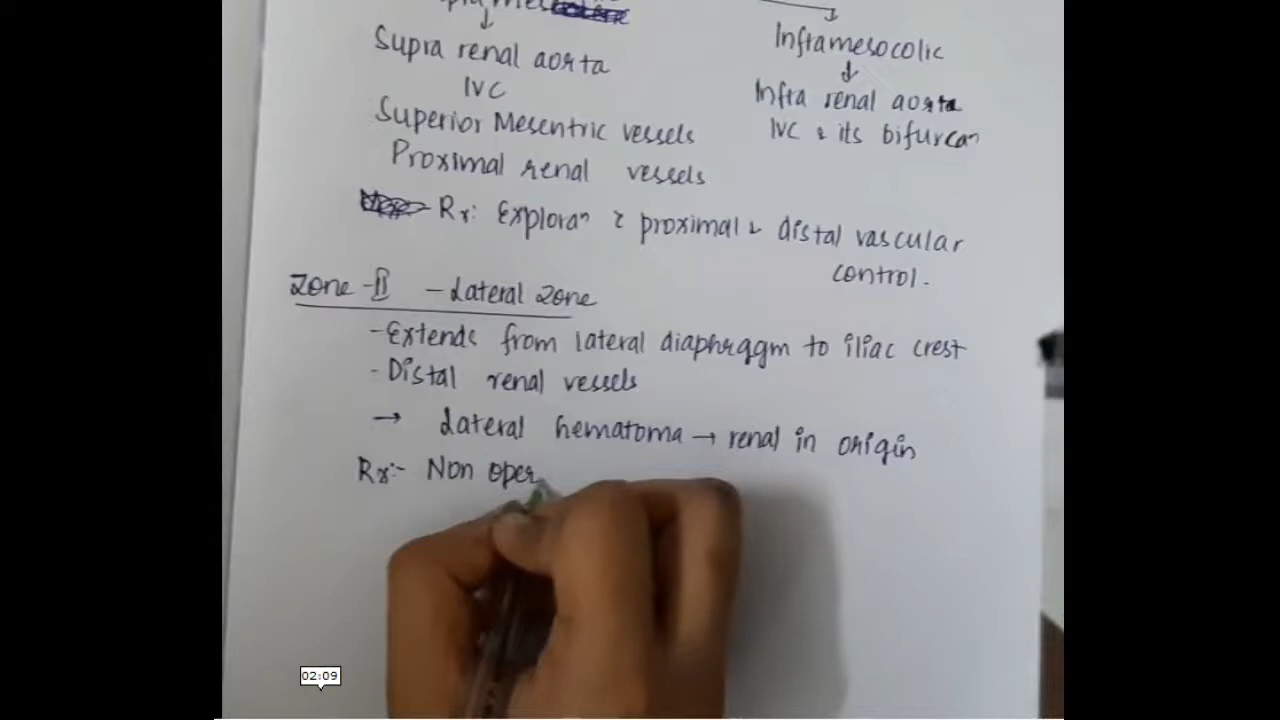 Inframesocolic
Supra renal aorta
IVC
Infra renal aorta
IVC & its bifurcan
Superior Mesentric vessels
Proximal renal vessels
Rx: Exploran c proximal & distal vascular
control.
Zone-II - Lateral zone
- Extends from lateral diaphragm to iliac crest
- Distal renal vessels
→ Lateral hematoma → renal in origin
Rx:- Non oper
02:09